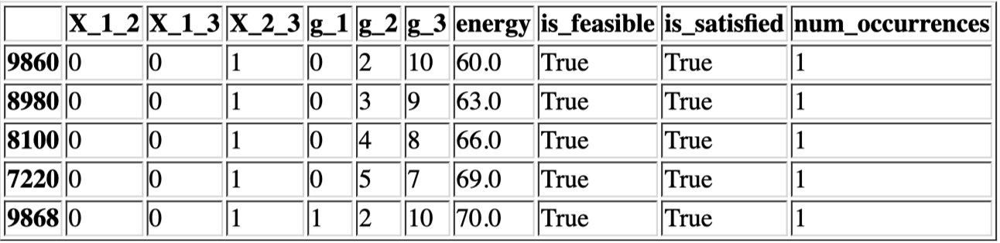 X_1_2 X_1_3 X_2_3 g_1 g_2 g_3 energy is_feasible is_satisfied num_occurrences
9860 0 0 1 0 2 10 60.0 True True 1
8980 0 0 1 0 3 9 63.0 True True 1
8100 0 0 1 0 4 8 66.0 True True 1
7220 0 0 1 0 5 7 69.0 True True 1
9868 0 0 1 1 2 10 70.0 True True 1